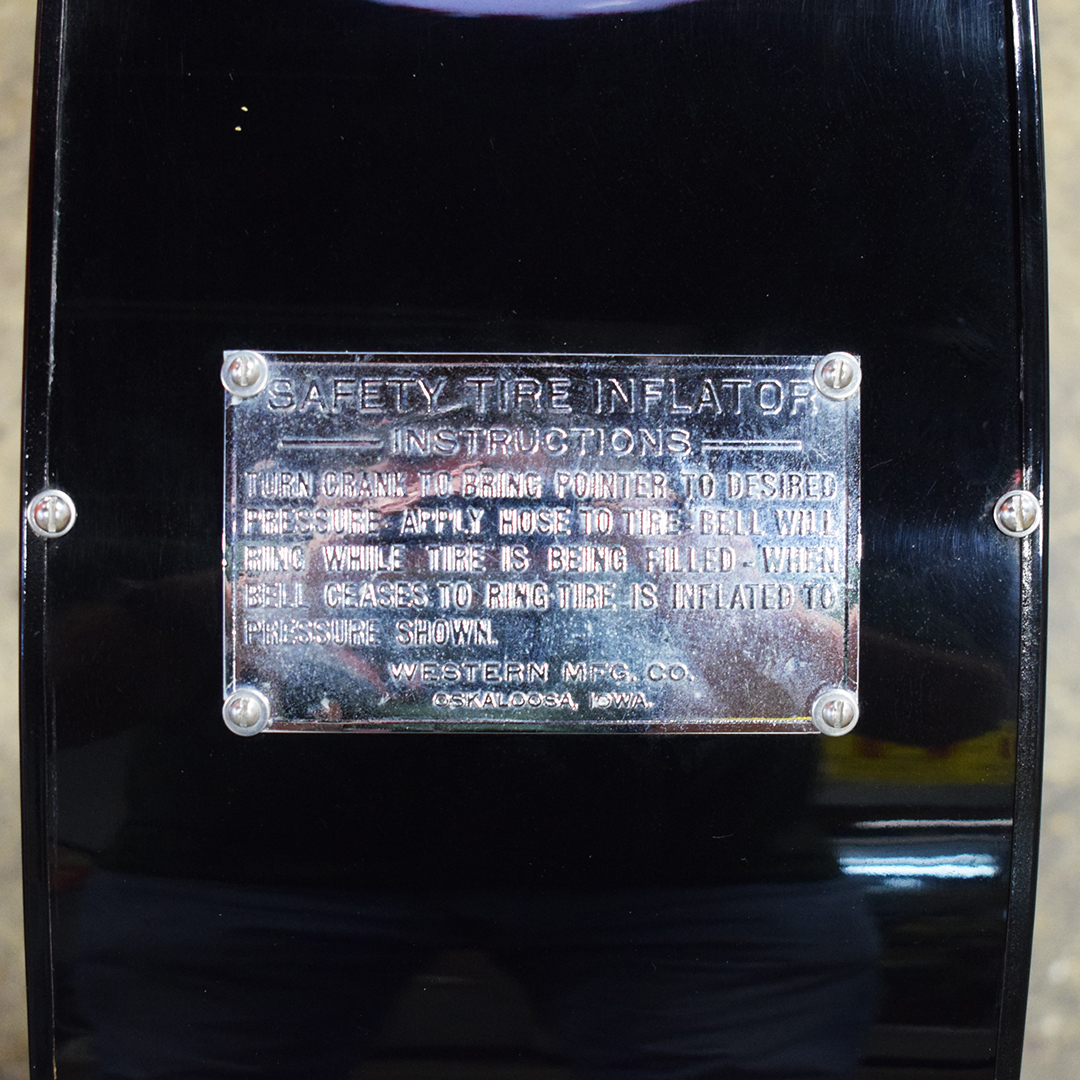 SAFETY TIRE INFLATOR
INSTRUCTIONS
TURN CRANK TO BRING POINTER TO DESIRED
PRESSURE APPLY HOSE TO TIRE - BELL WILL
RING WHILE TIRE IS BEING FILLED - WHEN
BELL CEASES TO RING TIRE IS INFLATED TO
PRESSURE SHOWN.
WESTERN MFG. CO.
OSKALOOSA, IOWA.